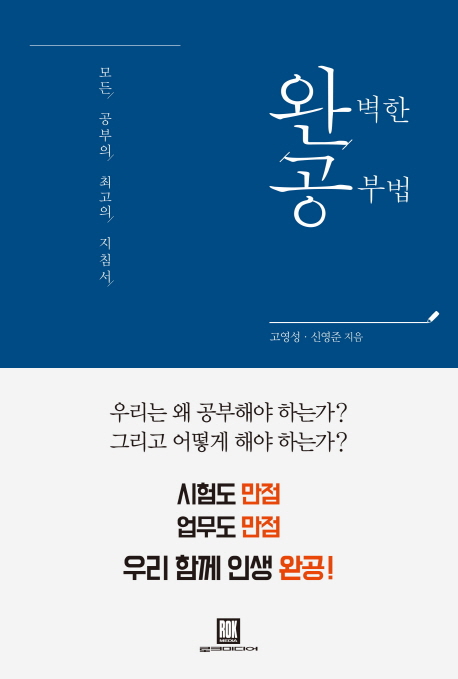 모든 공부의 최고의 지침서
완벽한
공부법
고영성 · 신영준 지음
우리는 왜 공부해야 하는가?
그리고 어떻게 해야 하는가?
시험도 만점
업무도 만점
우리 함께 인생 완공!
ROK
MEDIA
로크미디어